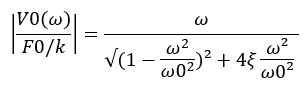 |V0(ω) / F0/k| = ω / √(1 − ω²/ω0²)² + 4ξ ω²/ω0²